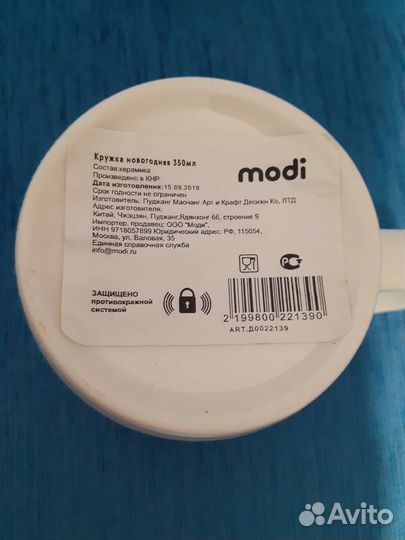 Кружка новогодняя 350мл
Состав:керамика
Произведено в КНР
Дата изготовления:15.09.2019
Срок годности не ограничен
Изготовитель: Пуджанг Маочанг Арт и Крафт Десижн Ко, ЛТД
Адрес изготовителя:
Китай, Чжэцзян, Пуджанг,Ядянхонг 66, строение 9
Импортер, продавец: ООО "Моди",
ИНН 9718057899 Юридический адрес: РФ, 115054,
Москва, ул. Валовая, 35
Единая справочная служба
info@modi.ru
modi
ЗАЩИЩЕНО
противокражной
системой
2 199800 221390
АРТ.Д0022139
Avito